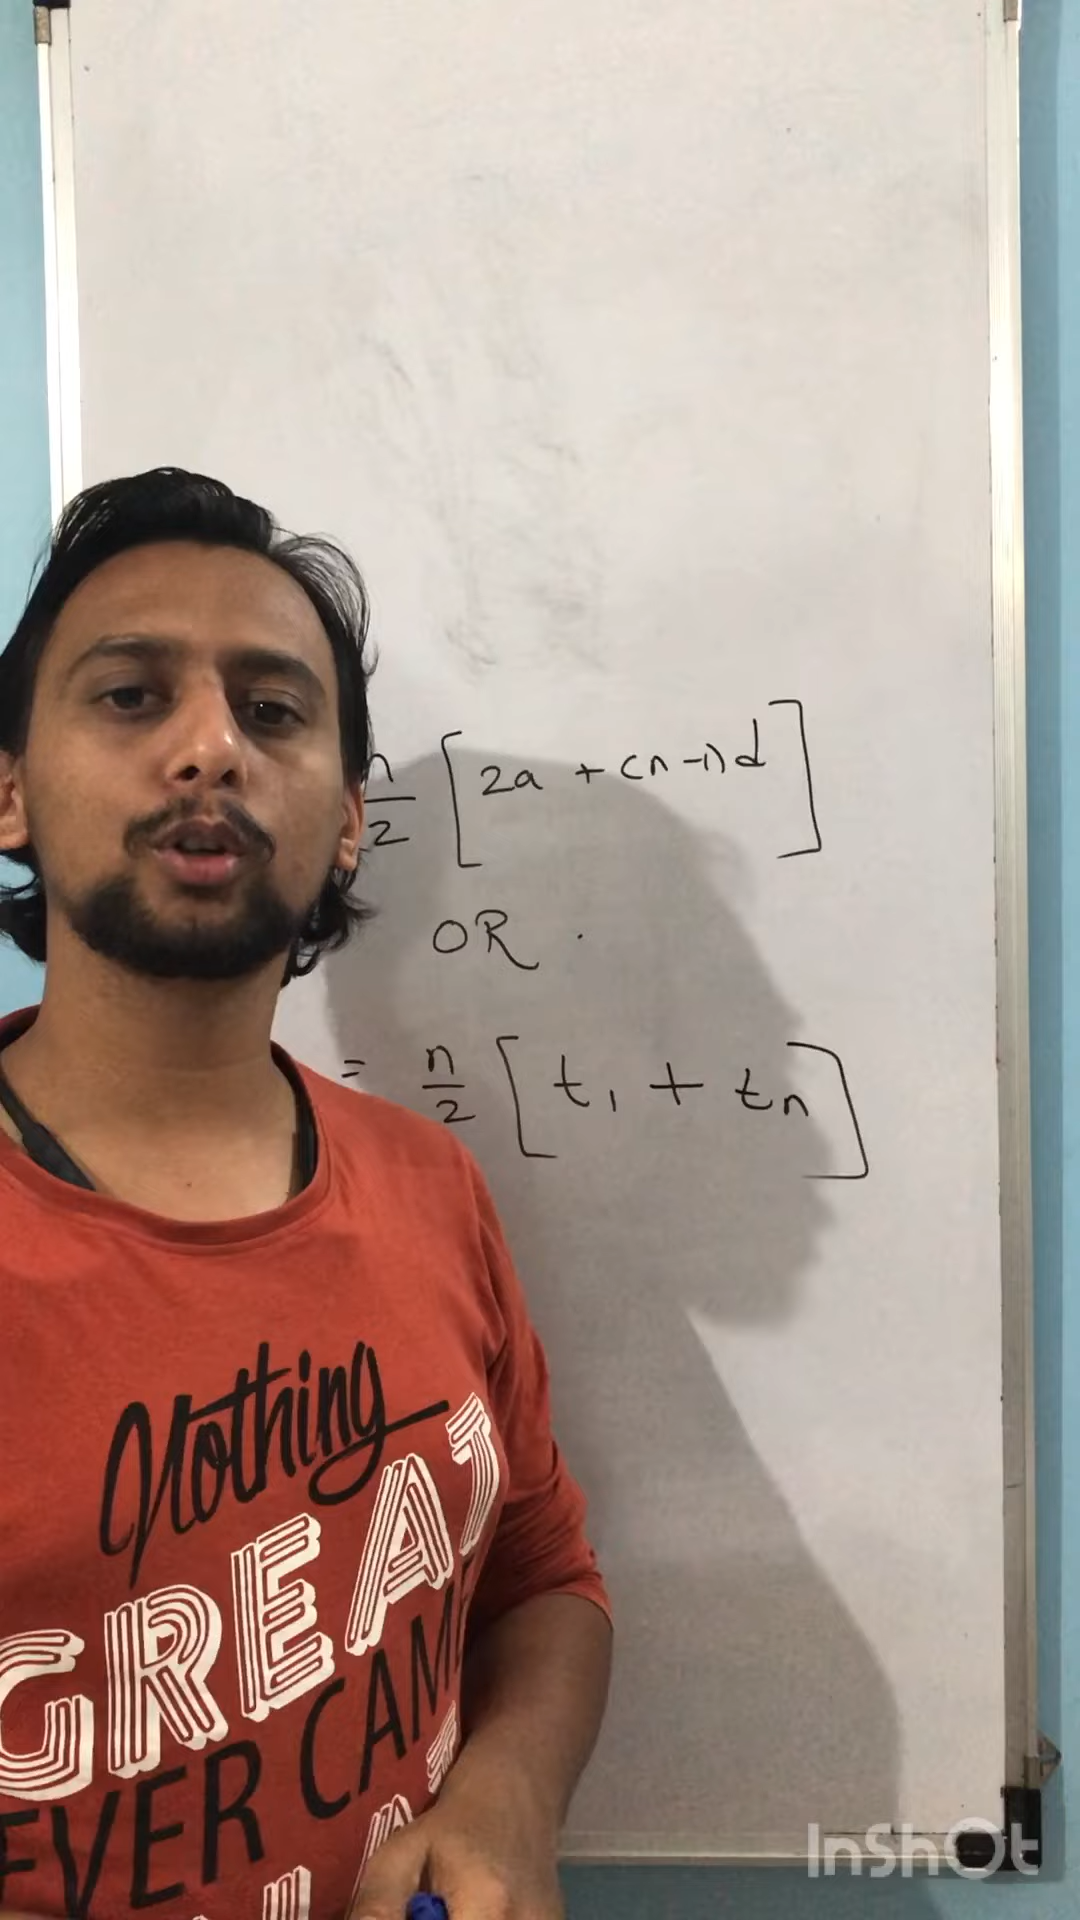 n/2 [2a + (n-1)d]
OR .
= n/2 [t₁ + tn]
Nothing
GREAT
EVER CAME
InShOt